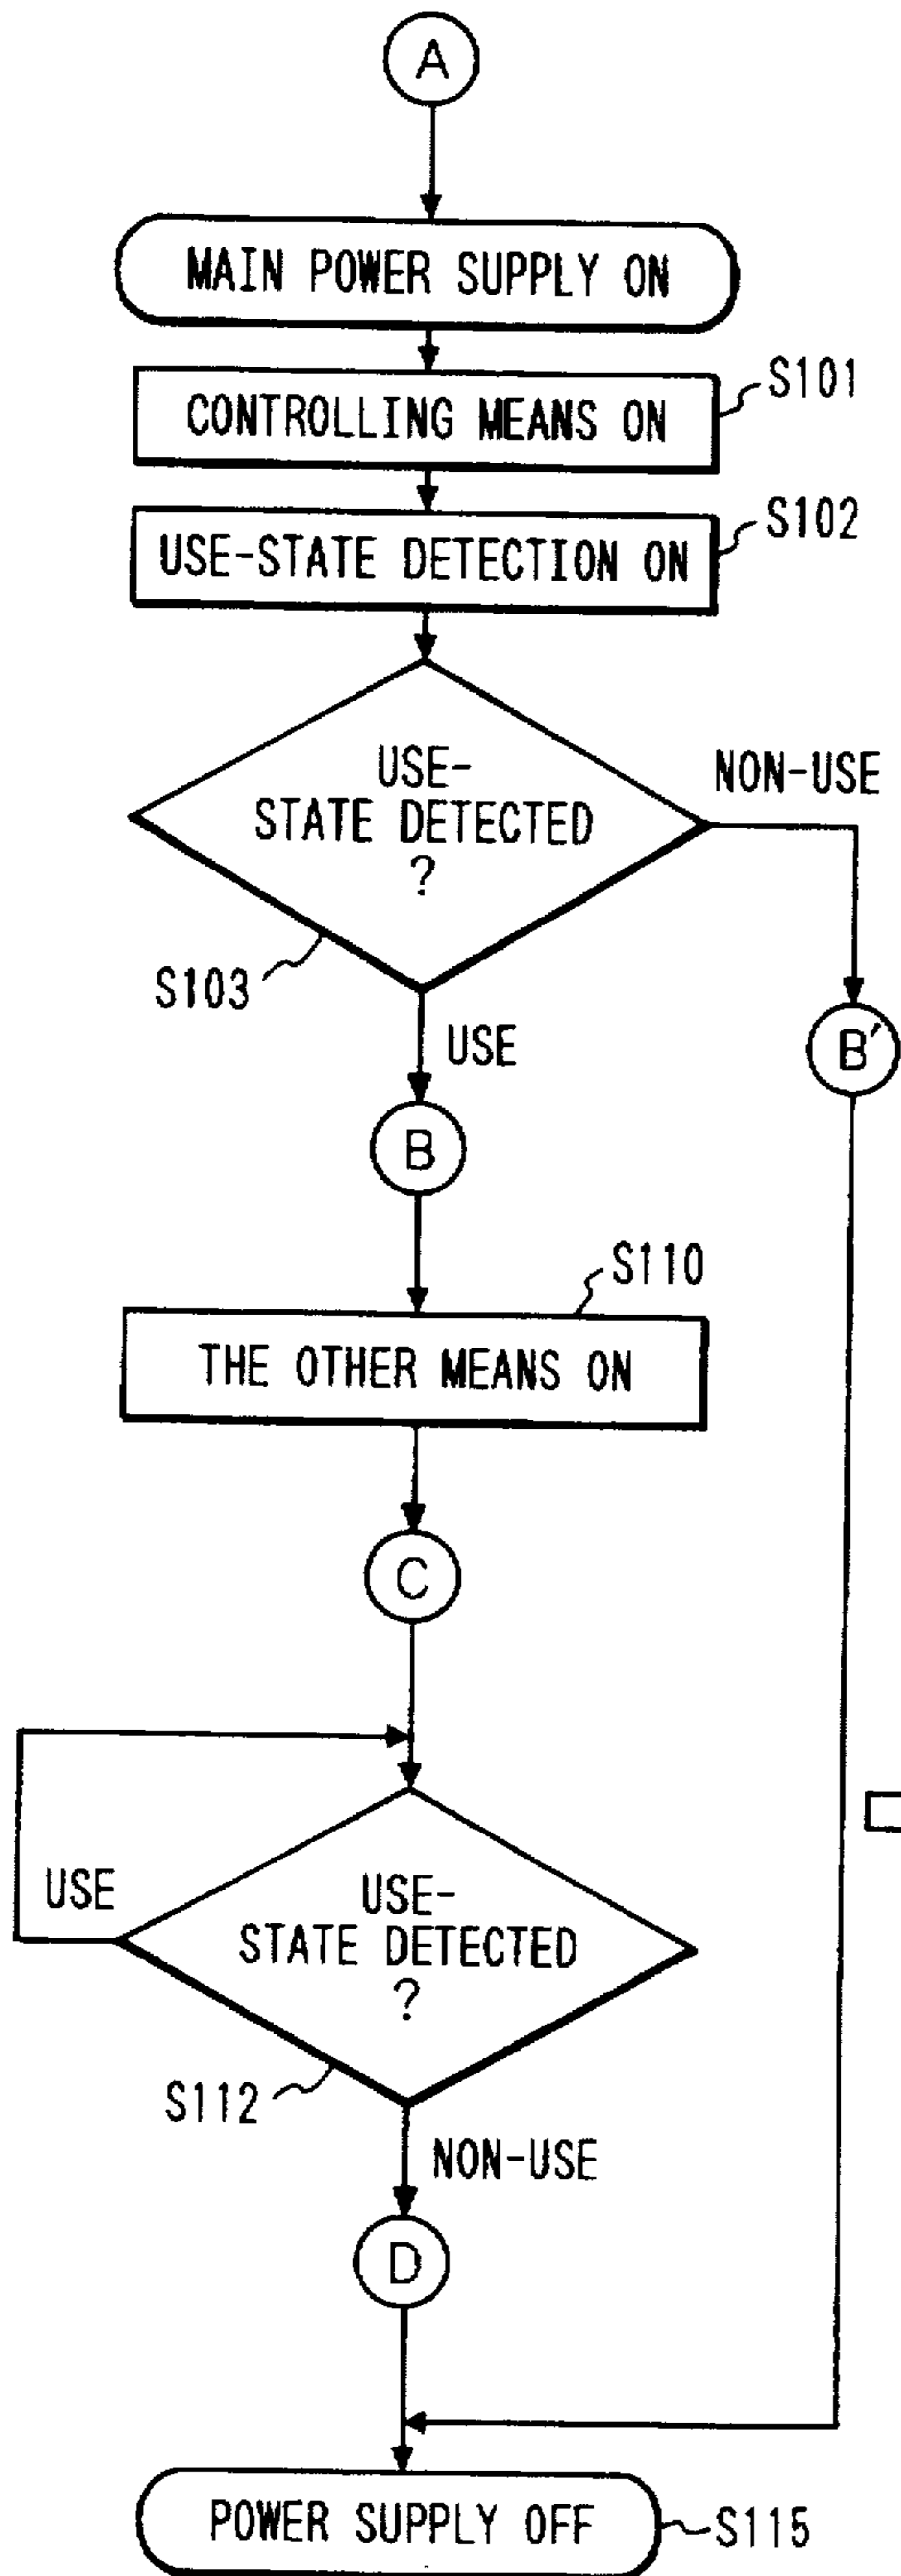 A
MAIN POWER SUPPLY ON
S101
CONTROLLING MEANS ON
S102
USE-STATE DETECTION ON
USE-
STATE DETECTED
?
NON-USE
S103
USE
B′
B
S110
THE OTHER MEANS ON
C
USE
USE-
STATE DETECTED
?
S112
NON-USE
D
POWER SUPPLY OFF
S115